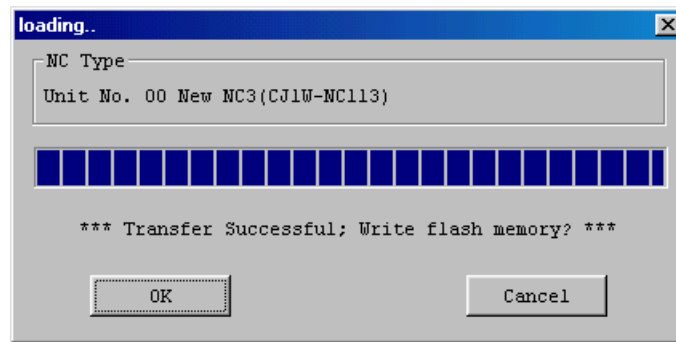 loading..
NC Type
Unit No. 00 New NC3(CJ1W-NC113)
*** Transfer Successful; Write flash memory? ***
OK
Cancel